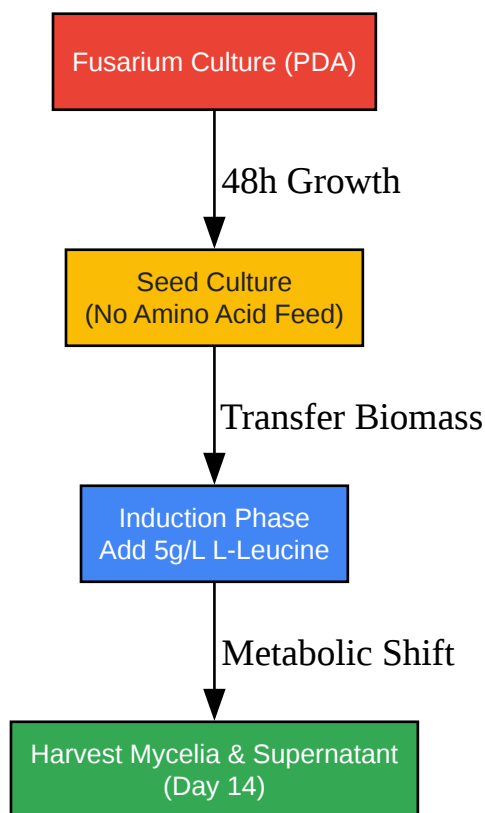 Fusarium Culture (PDA)
48h Growth
Seed Culture
(No Amino Acid Feed)
Transfer Biomass
Induction Phase
Add 5g/L L-Leucine
Metabolic Shift
Harvest Mycelia & Supernatant
(Day 14)